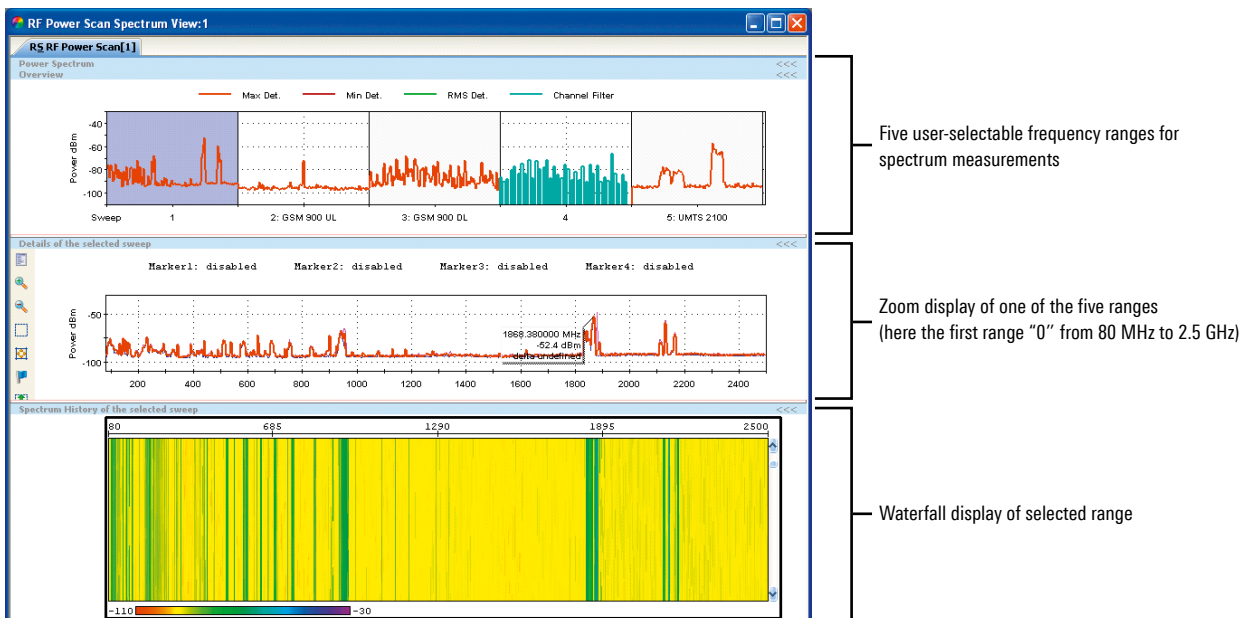 RF Power Scan Spectrum View:1
RS RF Power Scan[1]
Power Spectrum <<<
Overview <<<
Max Det. Min Det. RMS Det. Channel Filter
Power dBm
-40
-60
-80
-100
Sweep 1 2: GSM 900 UL 3: GSM 900 DL 4 5: UMTS 2100
Five user-selectable frequency ranges for
spectrum measurements
Details of the selected sweep <<<
Marker1: disabled Marker2: disabled Marker3: disabled Marker4: disabled
Power dBm
-50
-100
1868.380000 MHz
-52.4 dBm
delta undefined
200 400 600 800 1000 1200 1400 1600 1800 2000 2200 2400
Zoom display of one of the five ranges
(here the first range “0” from 80 MHz to 2.5 GHz)
Spectrum History of the selected sweep <<<
80 685 1290 1895 2500
-110 -30
Waterfall display of selected range